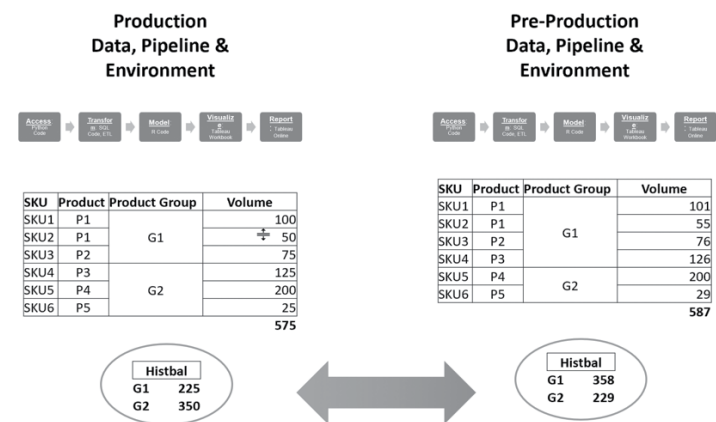 Production
Data, Pipeline &
Environment
Access
Python
Code
Transfor
m SQL
Code, ETL
Model
R Code
Visualiz
e
Tableau
Workbook
Report
: Tableau
Online
SKU Product Product Group Volume
SKU1 P1 100
SKU2 P1 G1 50
SKU3 P2 75
SKU4 P3 125
SKU5 P4 G2 200
SKU6 P5 25
575
Histbal
G1 225
G2 350
Pre-Production
Data, Pipeline &
Environment
Access
Python
Code
Transfor
m SQL
Code, ETL
Model
R Code
Visualiz
e
Tableau
Workbook
Report
: Tableau
Online
SKU Product Product Group Volume
SKU1 P1 101
SKU2 P1 G1 55
SKU3 P2 76
SKU4 P3 126
SKU5 P4 G2 200
SKU6 P5 29
587
Histbal
G1 358
G2 229